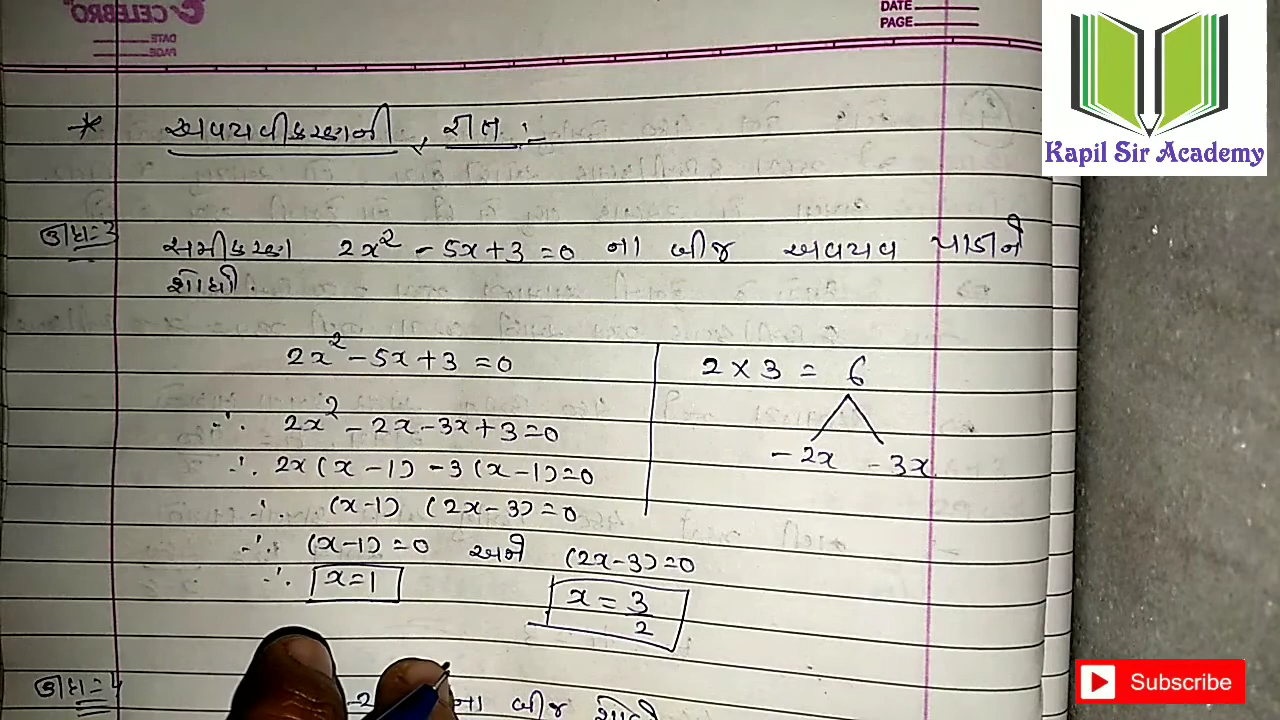 CELEBRO
DATE
PAGE
DATE
PAGE
Kapil Sir Academy
* અવયવીકરણની રીત :-
ઉદા=3 સમીકરણ 2x² - 5x + 3 = 0 ના બીજ અવયવ પાડીને
શોધો.
2x² - 5x + 3 = 0
2 × 3 = 6
∴ 2x² - 2x - 3x + 3 = 0
- 2x - 3x
∴ 2x (x - 1) - 3 (x - 1) = 0
∴ (x - 1) (2x - 3) = 0
∴ (x - 1) = 0 અને (2x - 3) = 0
∴ x = 1
x = 3/2
ઉદા=4
ના બીજ શોધો
Subscribe